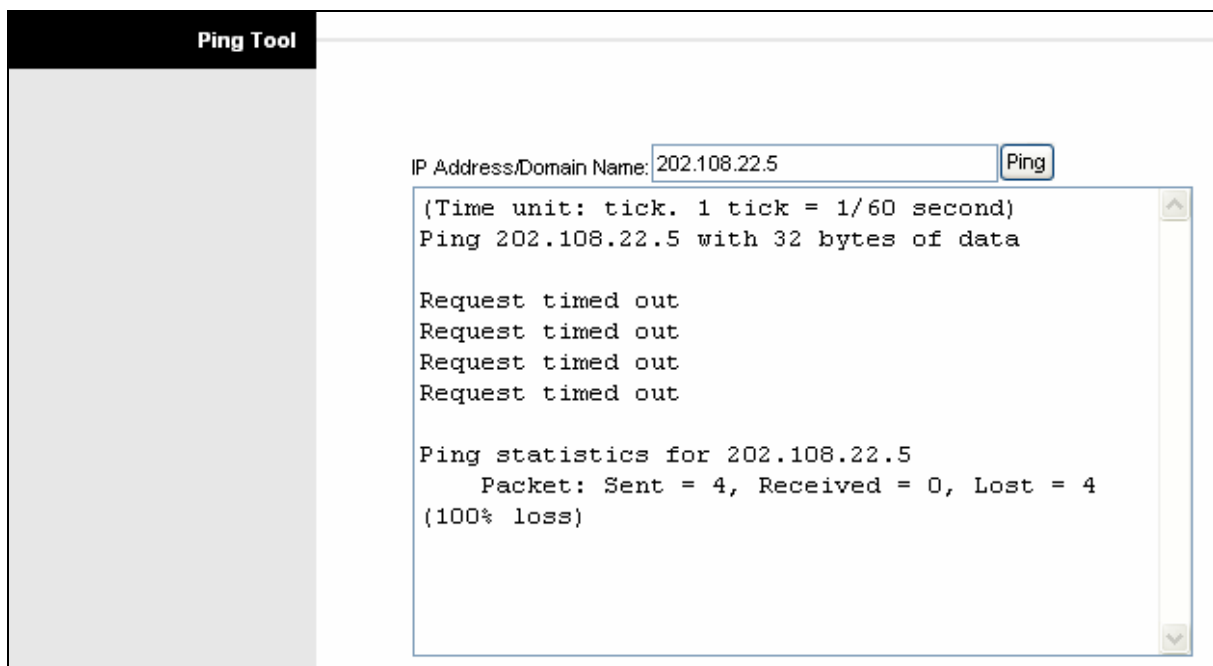 Ping Tool
IP Address/Domain Name: 202.108.22.5 Ping
(Time unit: tick. 1 tick = 1/60 second)
Ping 202.108.22.5 with 32 bytes of data
Request timed out
Request timed out
Request timed out
Request timed out
Ping statistics for 202.108.22.5
Packet: Sent = 4, Received = 0, Lost = 4
(100% loss)